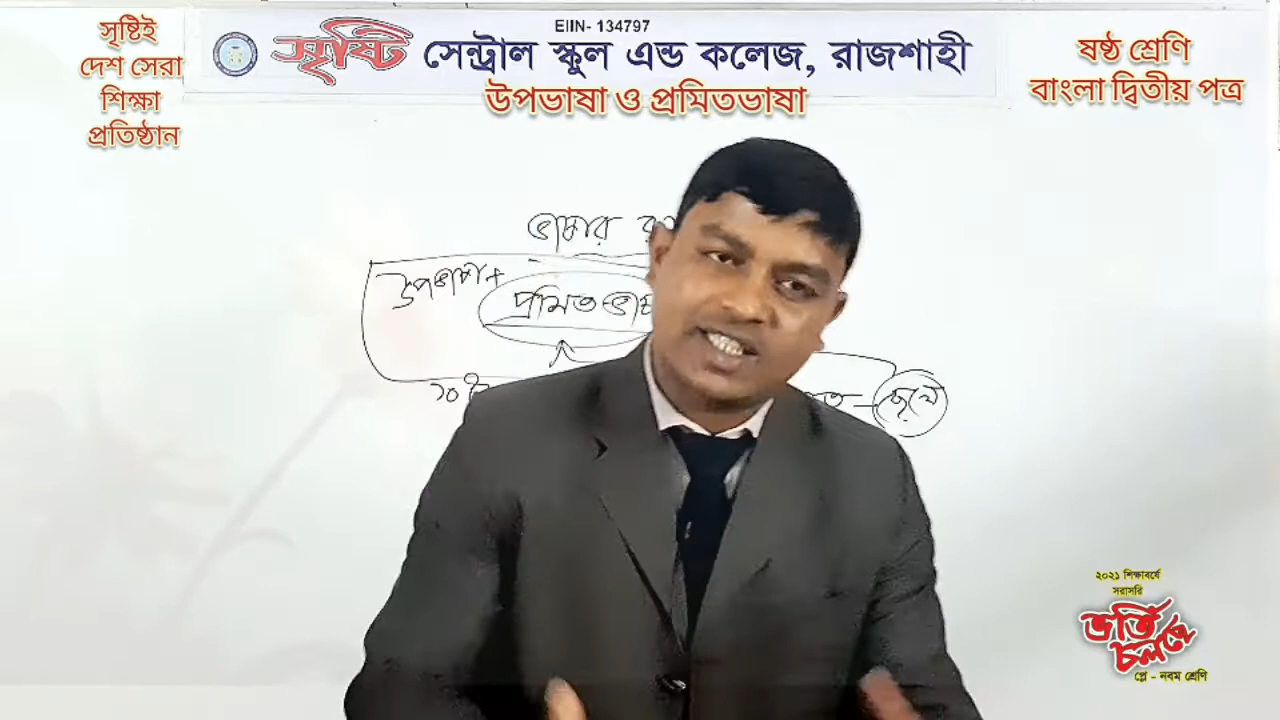 সৃষ্টিই
দেশ সেরা
শিক্ষা
প্রতিষ্ঠান
EIIN- 134797
সৃষ্টি সেন্ট্রাল স্কুল এন্ড কলেজ, রাজশাহী
উপভাষা ও প্রমিতভাষা
ষষ্ঠ শ্রেণি
বাংলা দ্বিতীয় পত্র
ভাষার
উপভাষা +
প্রমিত ভাষা
ছেলে
২০২১ শিক্ষাবর্ষে
সরাসরি
ভর্তি
চলছে
প্লে - নবম শ্রেণি